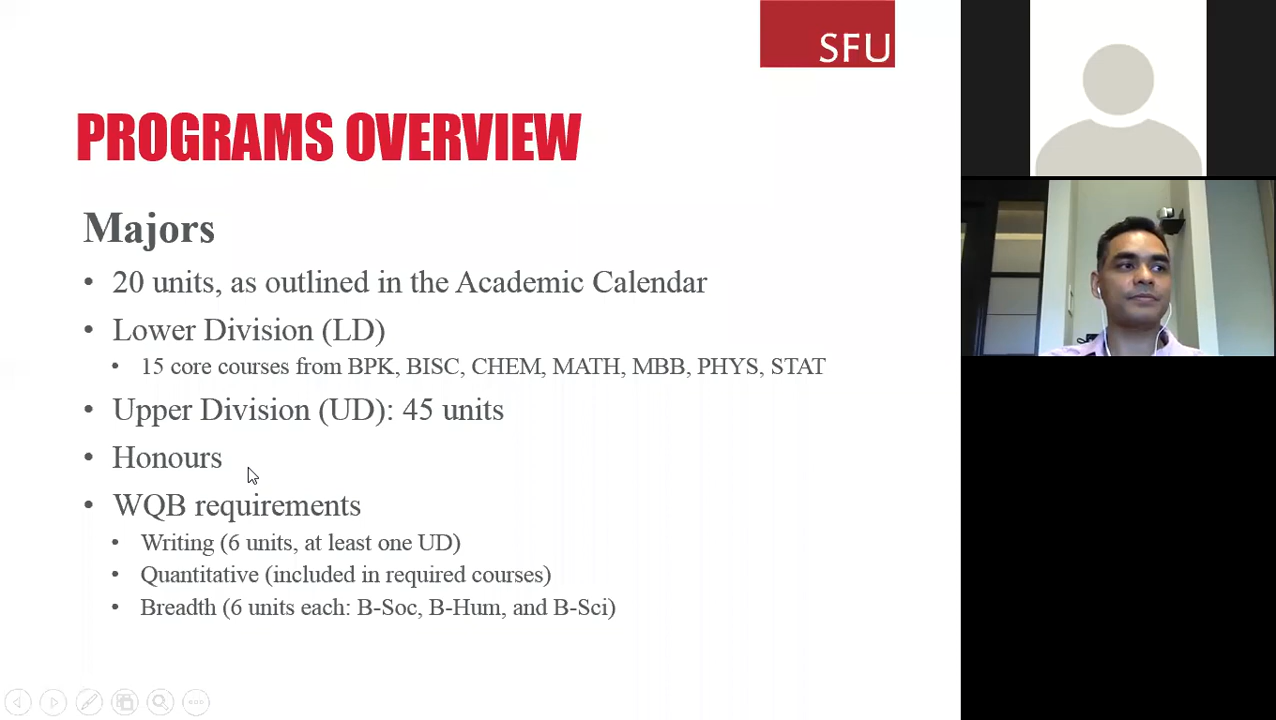 SFU
PROGRAMS OVERVIEW
Majors
• 20 units, as outlined in the Academic Calendar
• Lower Division (LD)
• 15 core courses from BPK, BISC, CHEM, MATH, MBB, PHYS, STAT
• Upper Division (UD): 45 units
• Honours
• WQB requirements
• Writing (6 units, at least one UD)
• Quantitative (included in required courses)
• Breadth (6 units each: B-Soc, B-Hum, and B-Sci)